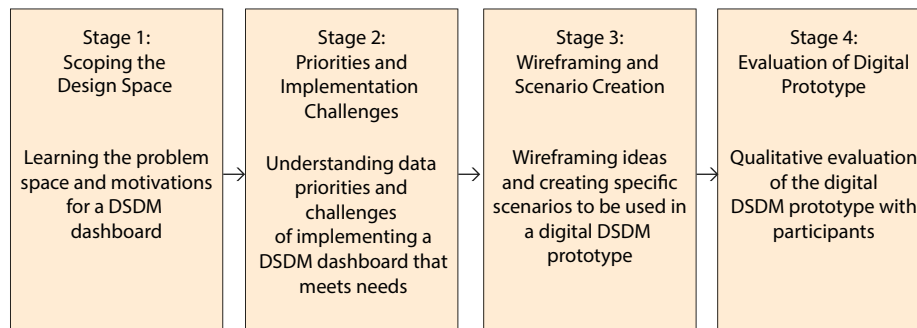 Stage 1:
Scoping the
Design Space
Learning the problem
space and motivations
for a DSDM
dashboard
Stage 2:
Priorities and
Implementation
Challenges
Understanding data
priorities and
challenges
of implementing a
DSDM dashboard that
meets needs
Stage 3:
Wireframing and
Scenario Creation
Wireframing ideas
and creating specific
scenarios to be used in
a digital DSDM
prototype
Stage 4:
Evaluation of Digital
Prototype
Qualitative evaluation
of the digital
DSDM prototype with
participants